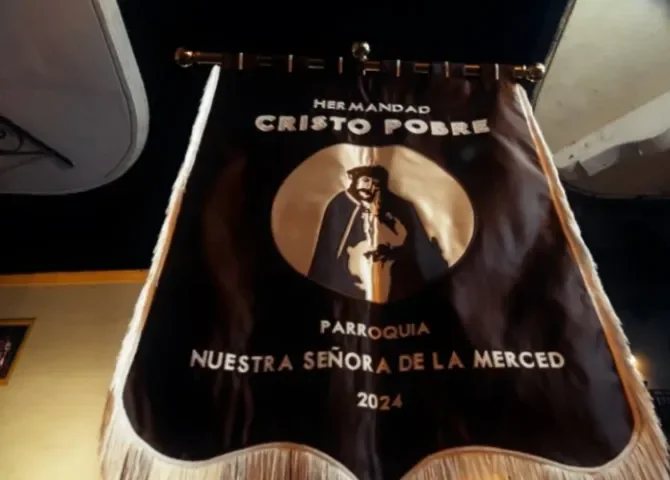 HERMANDAD
CRISTO POBRE
PARROQUIA
NUESTRA SEÑORA DE LA MERCED
2024